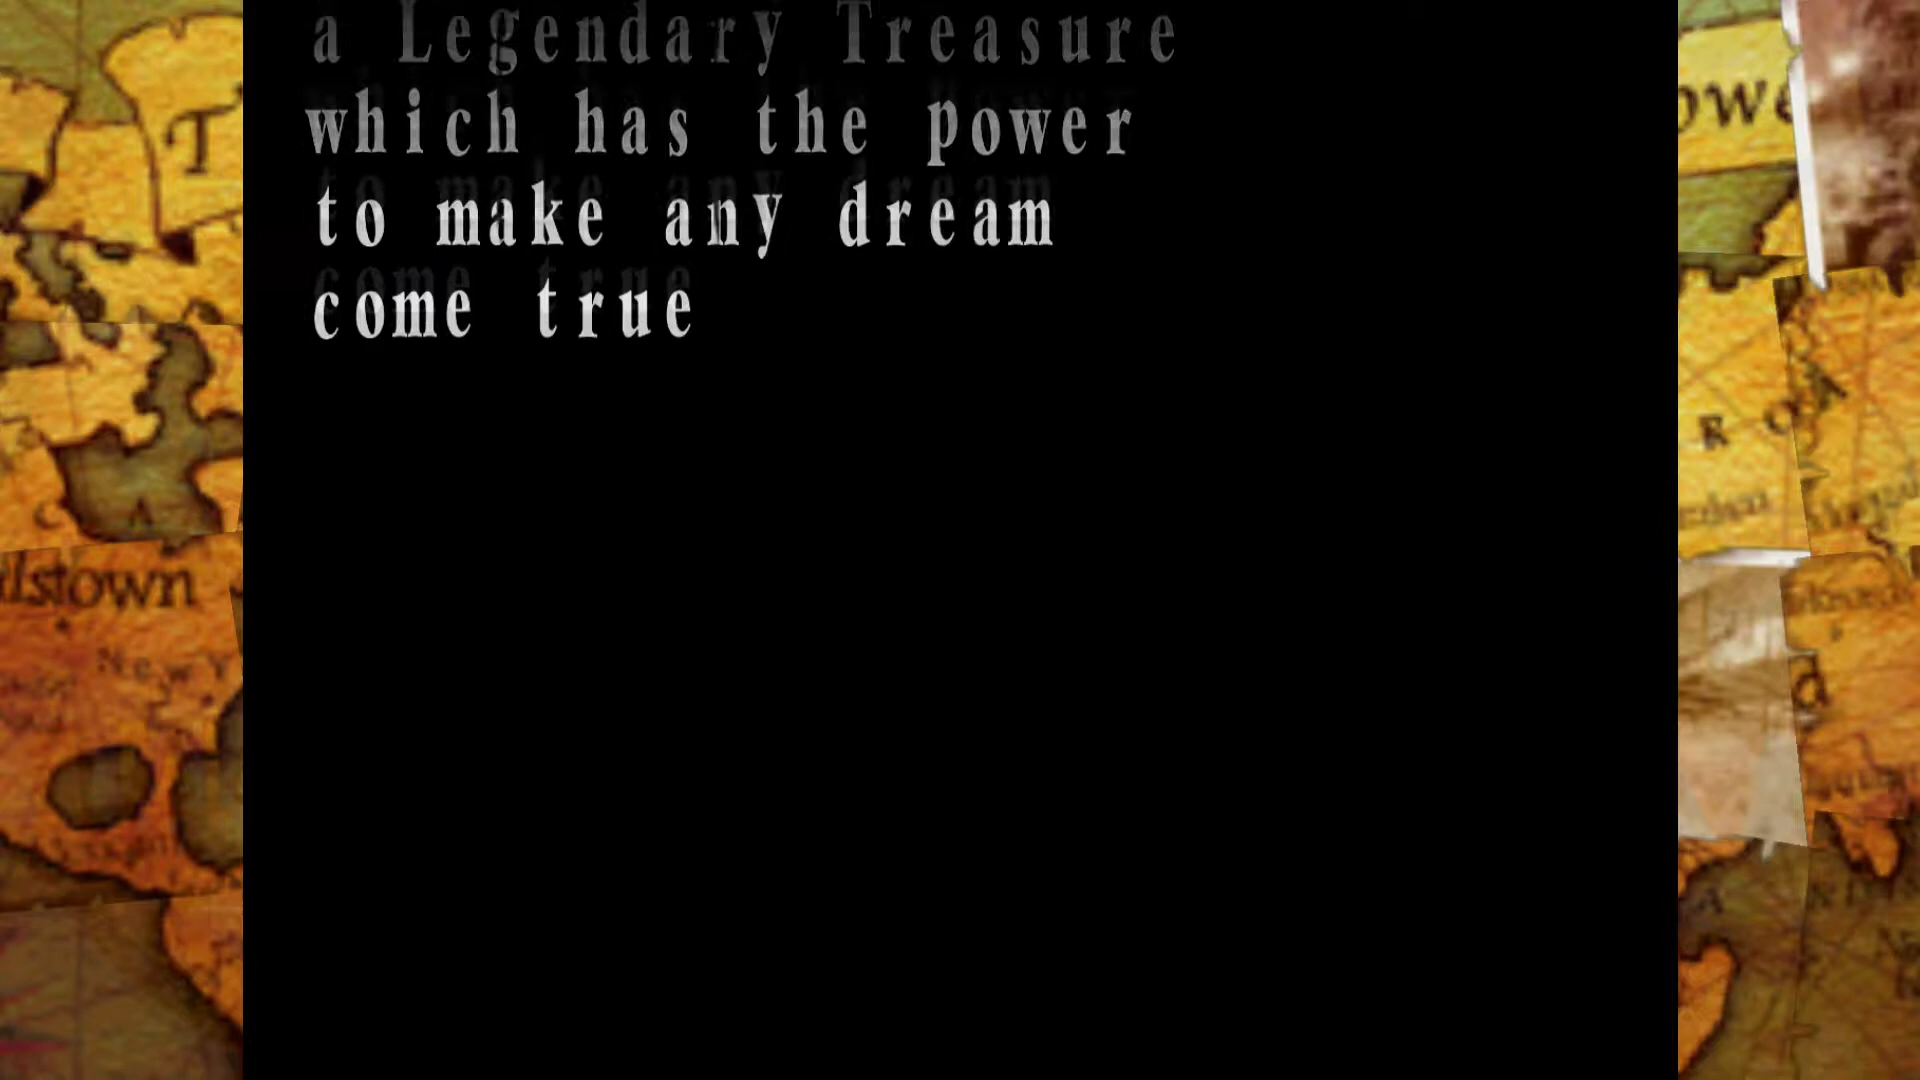 a Legendary Treasure
which has the power
to make any dream
come true